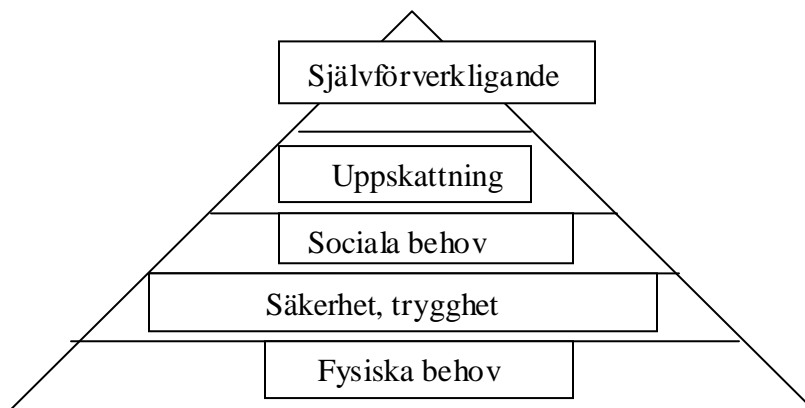 Självförverkligande
Uppskattning
Sociala behov
Säkerhet, trygghet
Fysiska behov